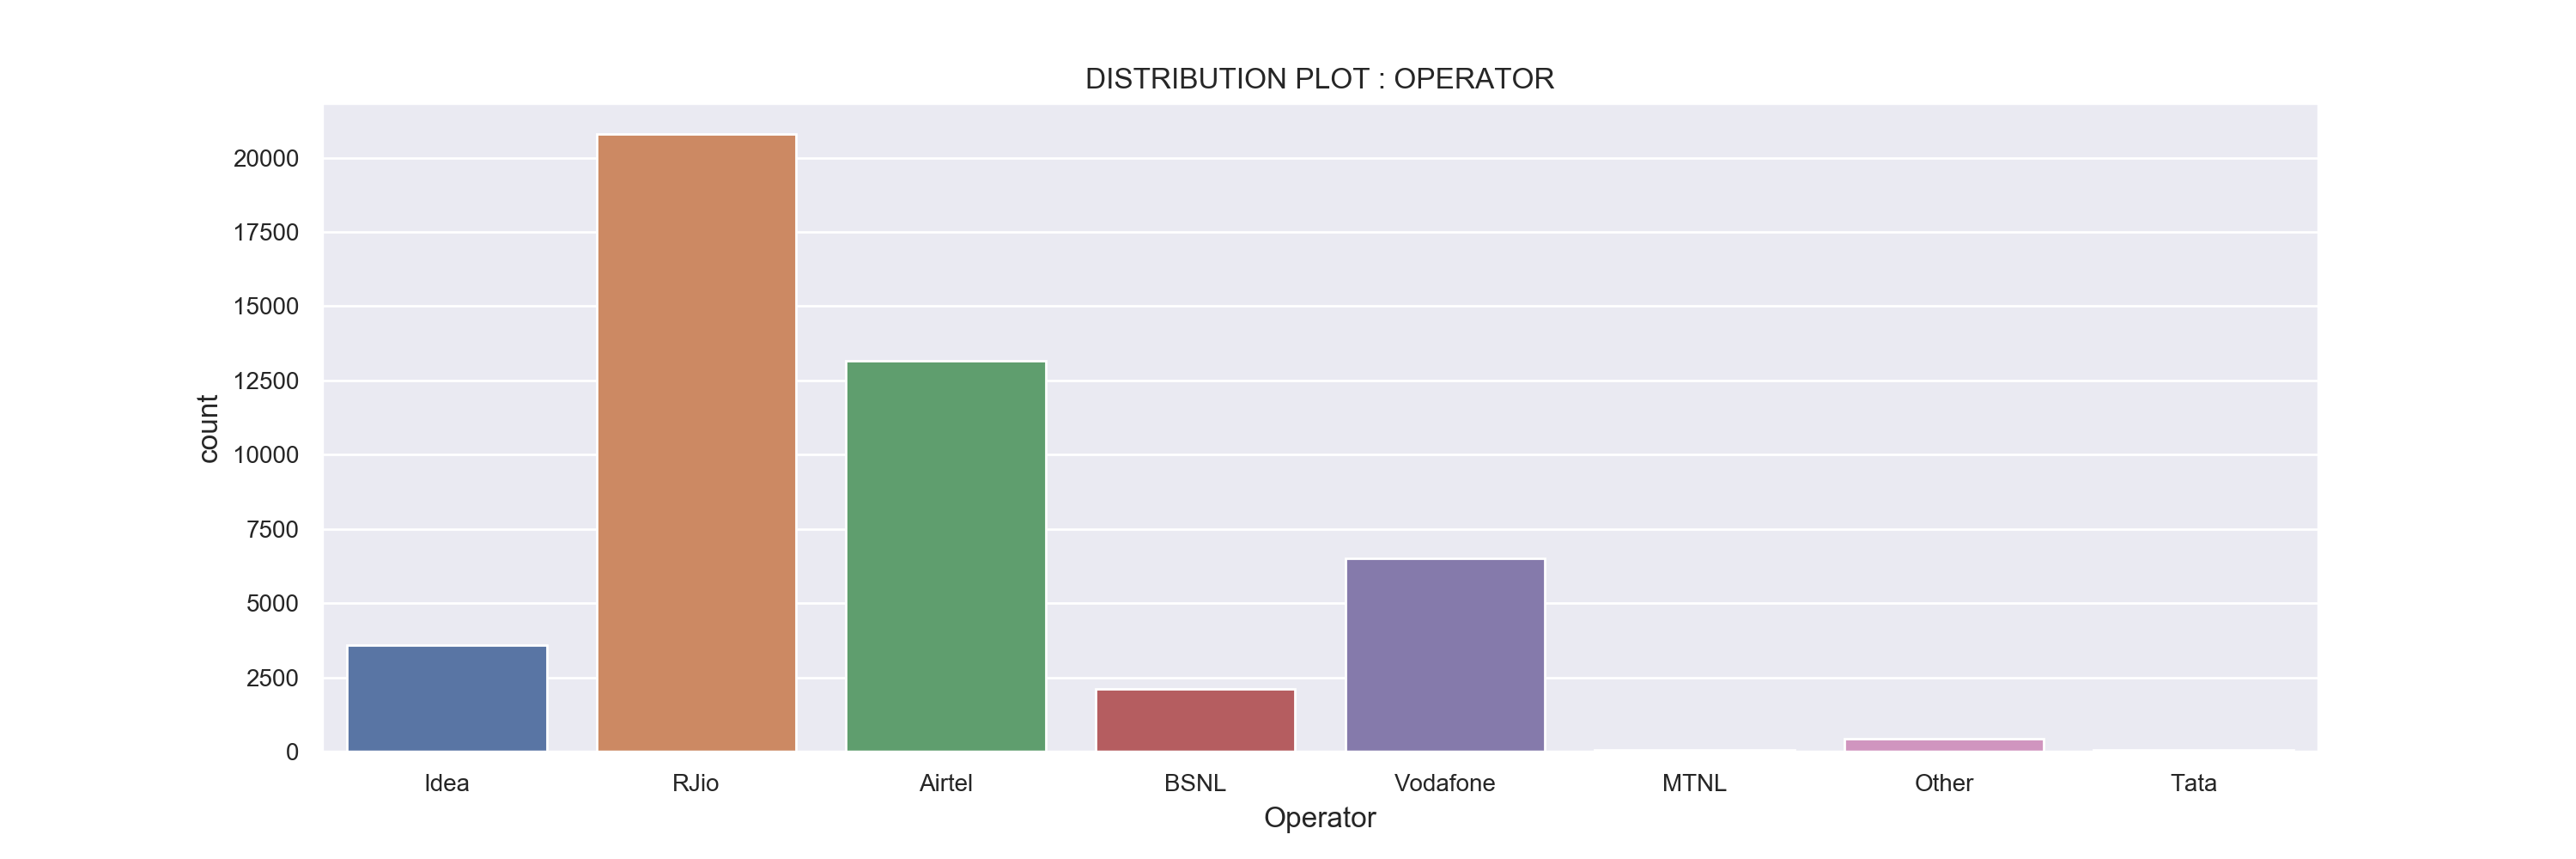 DISTRIBUTION PLOT : OPERATOR
20000
17500
15000
12500
10000
7500
5000
2500
0
count
Idea RJio Airtel BSNL Vodafone MTNL Other Tata
Operator